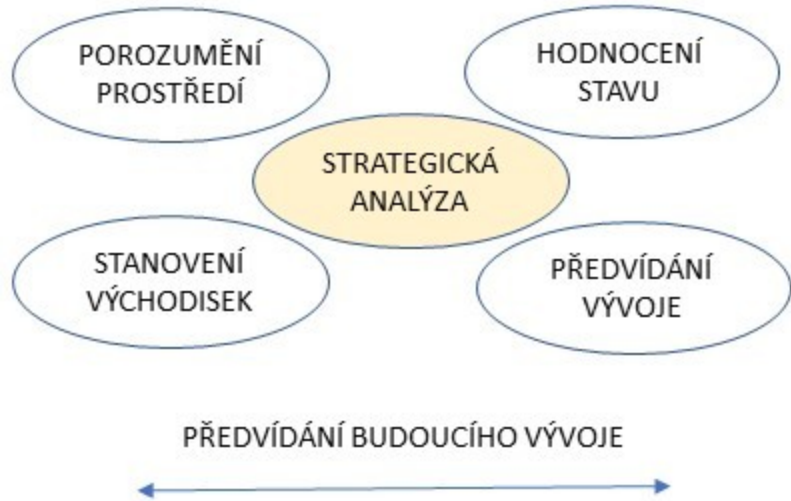 POROZUMĚNÍ
PROSTŘEDÍ
HODNOCENÍ
STAVU
STRATEGICKÁ
ANALÝZA
STANOVENÍ
VÝCHODISEK
PŘEDVÍDÁNÍ
VÝVOJE
PŘEDVÍDÁNÍ BUDOUCÍHO VÝVOJE